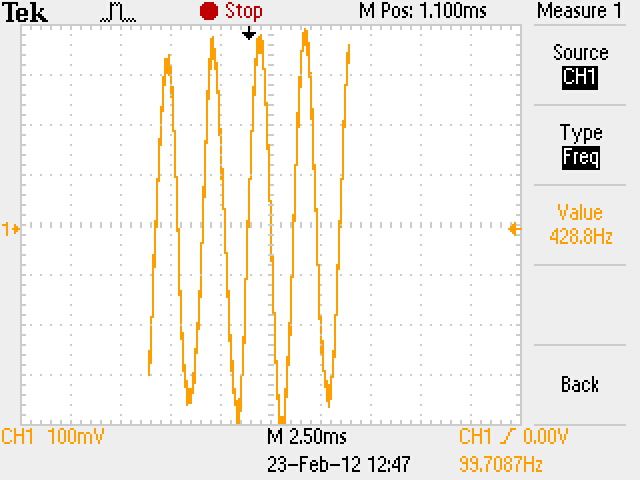 Tek Stop M Pos: 1.100ms Measure 1
Source
CH1
Type
Freq
Value
428.8Hz
1
Back
CH1 100mV M 2.50ms CH1 0.00V
23-Feb-12 12:47 99.7087Hz